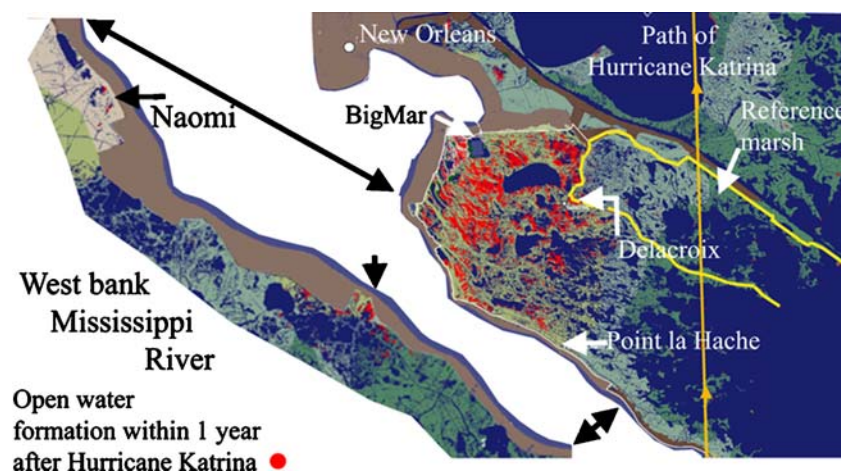 New Orleans
Path of
Hurricane Katrina
Naomi
BigMar
Reference
marsh
Delacroix
West bank
Mississippi
River
Point la Hache
Open water
formation within 1 year
after Hurricane Katrina